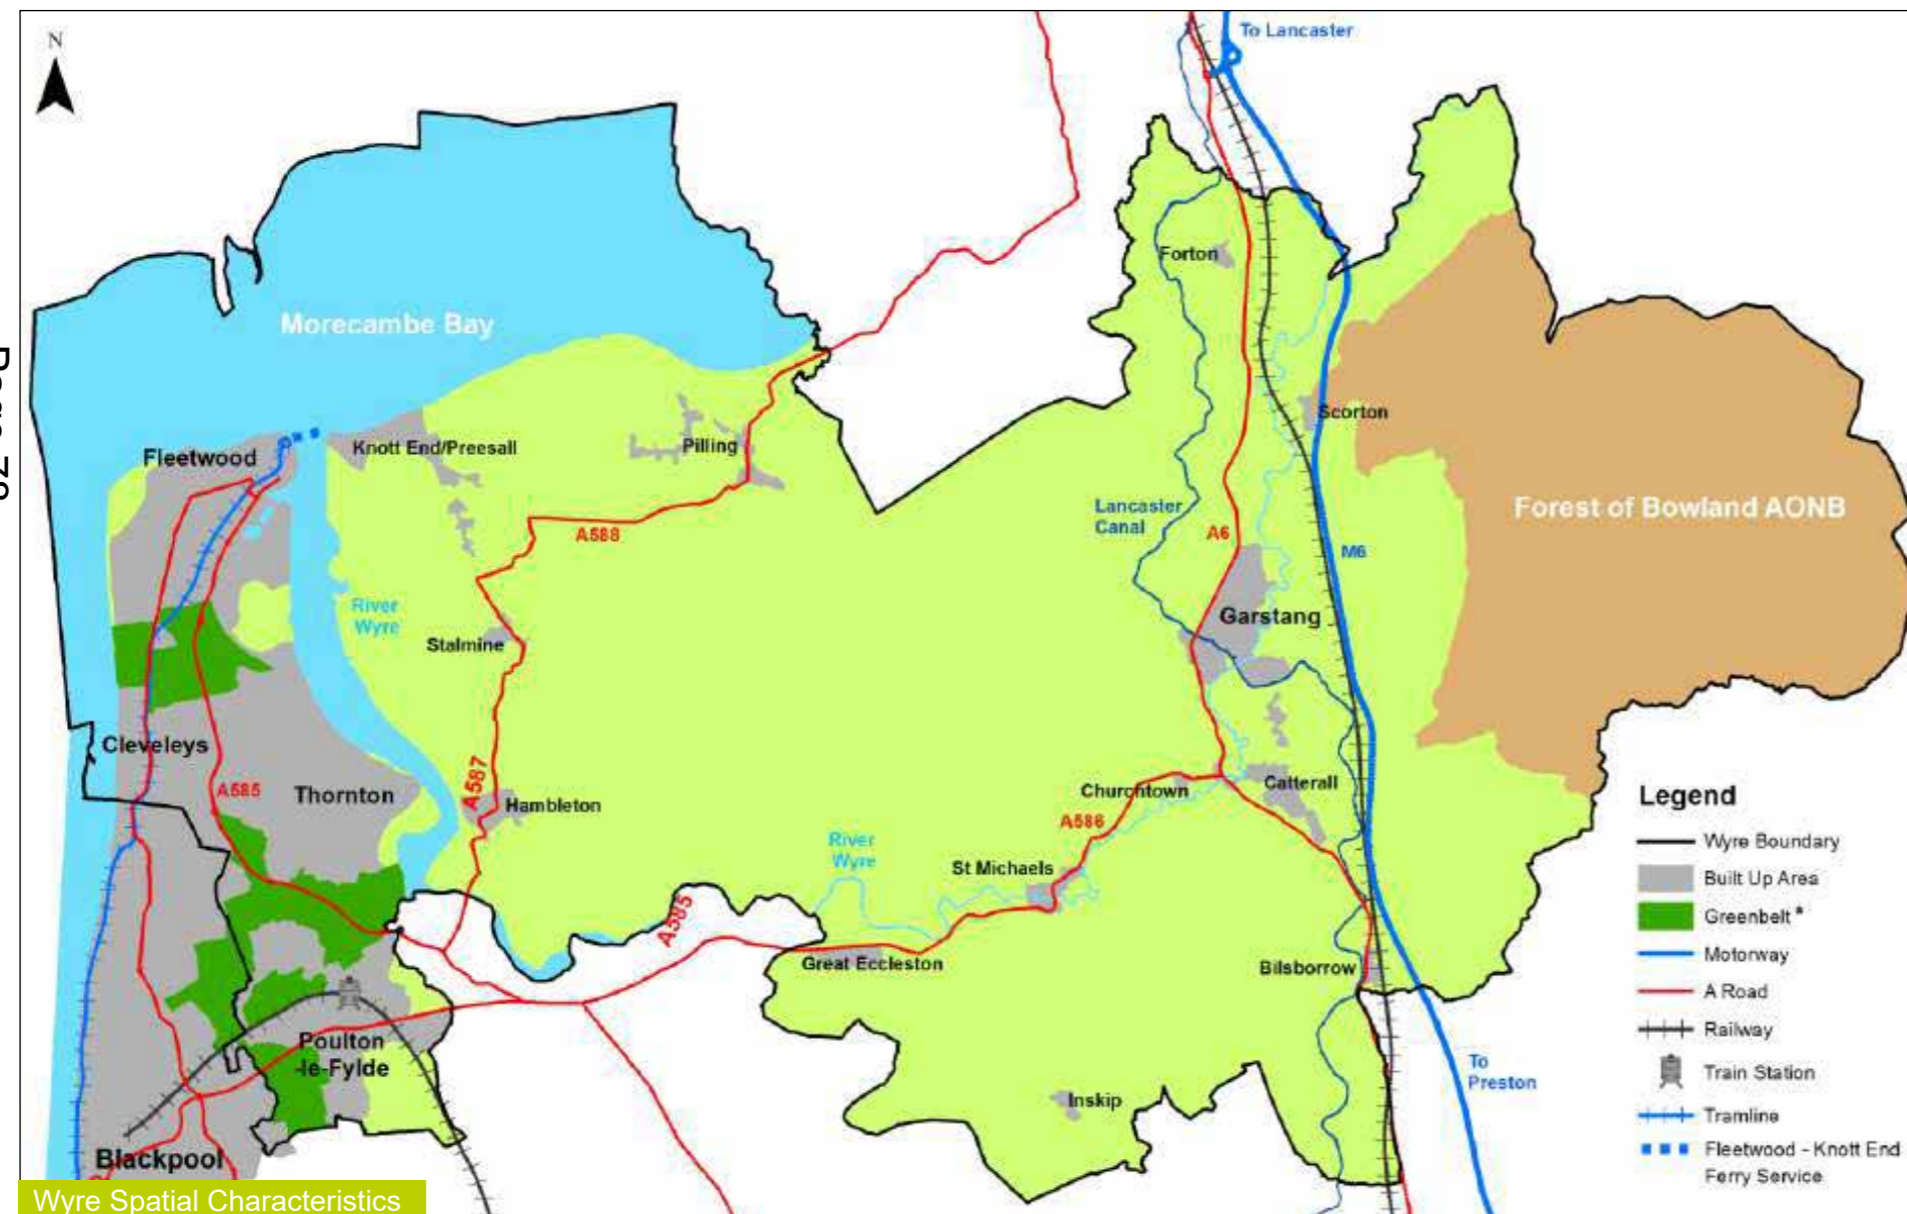 N
To Lancaster
Morecambe Bay
Forton
Scorton
Fleetwood
Knott End/Preesall
Pilling
Lancaster
Canal
A6
M6
Forest of Bowland AONB
A588
River
Wyre
Garstang
Stalmine
Cleveleys
A585
Thornton
A587
Hambleton
Churchtown
Catterall
A586
River
Wyre
St Michaels
A585
Great Eccleston
Bilsborrow
Poulton
-le-Fylde
To
Preston
Inskip
Blackpool
Legend
Wyre Boundary
Built Up Area
Greenbelt *
Motorway
A Road
Railway
Train Station
Tramline
Fleetwood - Knott End
Ferry Service
Wyre Spatial Characteristics